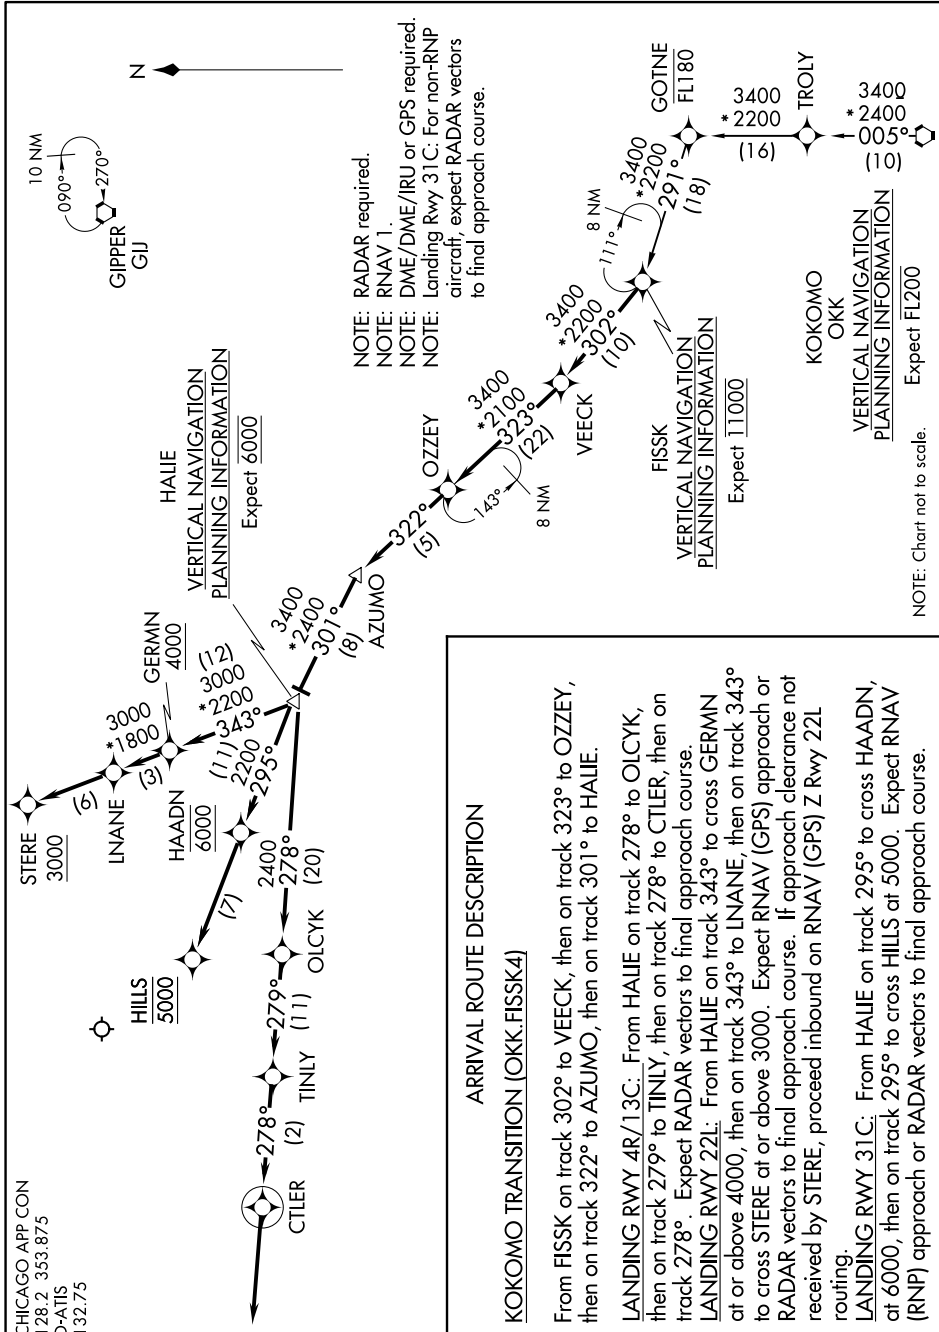 CHICAGO APP CON
128.2 353.875
D-ATIS
132.75
N
10 NM
090°
270°
GIPPER
GIJ
NOTE: RADAR required.
NOTE: RNAV 1.
NOTE: DME/DME/IRU or GPS required.
NOTE: Landing Rwy 31C: For non-RNP
aircraft, expect RADAR vectors
to final approach course.
GOTNE
FL180
3400
*2200
(16)
TROLY
3400
*2400
005°
(10)
KOKOMO
OKK
VERTICAL NAVIGATION
PLANNING INFORMATION
Expect FL200
3400
*2200
291°
(18)
8 NM
111°
FISSK
VERTICAL NAVIGATION
PLANNING INFORMATION
Expect 11000
3400
*2200
302°
(10)
VEECK
3400
*2100
323°
(22)
OZZEY
143°
8 NM
322°
(5)
AZUMO
3400
*2400
301°
(8)
HALIE
VERTICAL NAVIGATION
PLANNING INFORMATION
Expect 6000
(12)
3000
*2200
343°
GERMN
4000
3000
*1800
(3)
LNANE
(6)
STERE
3000
(11)
2200
295°
HAADN
6000
(7)
HILLS
5000
2400
278°
(20)
OLCYK
279°
(11)
TINLY
278°
(2)
CTLER
NOTE: Chart not to scale.
ARRIVAL ROUTE DESCRIPTION
KOKOMO TRANSITION (OKK.FISSK4)
From FISSK on track 302° to VEECK, then on track 323° to OZZEY,
then on track 322° to AZUMO, then on track 301° to HALIE.
LANDING RWY 4R/13C: From HALIE on track 278° to OLCYK,
then on track 279° to TINLY, then on track 278° to CTLER, then on
track 278°. Expect RADAR vectors to final approach course.
LANDING RWY 22L: From HALIE on track 343° to cross GERMN
at or above 4000, then on track 343° to LNANE, then on track 343°
to cross STERE at or above 3000. Expect RNAV (GPS) approach or
RADAR vectors to final approach course. If approach clearance not
received by STERE, proceed inbound on RNAV (GPS) Z Rwy 22L
routing.
LANDING RWY 31C: From HALIE on track 295° to cross HAADN,
at 6000, then on track 295° to cross HILLS at 5000. Expect RNAV
(RNP) approach or RADAR vectors to final approach course.